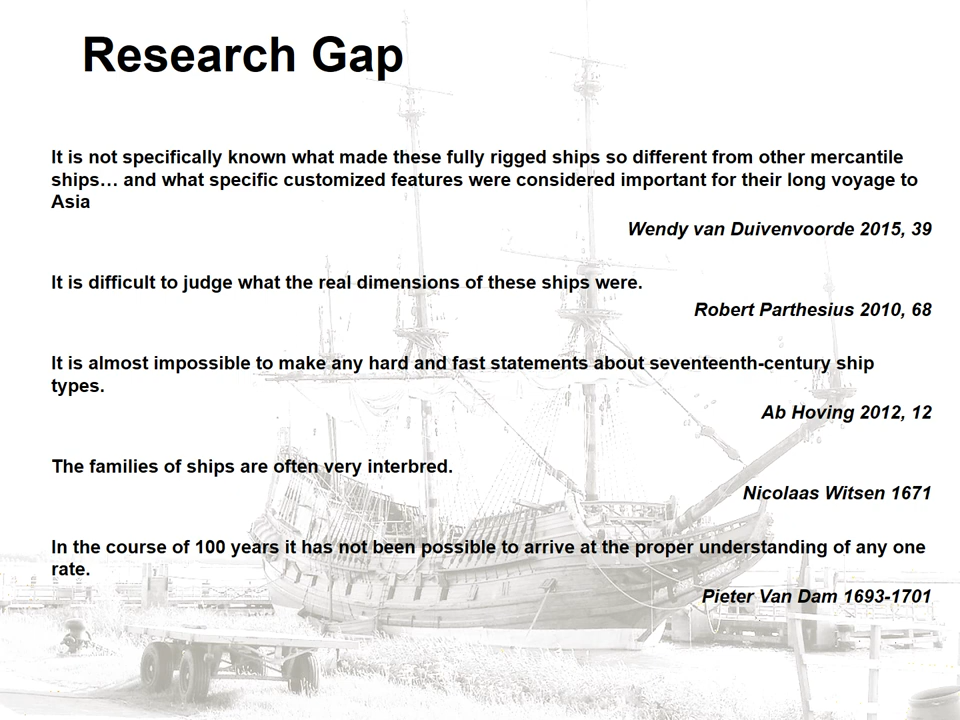 Research Gap
It is not specifically known what made these fully rigged ships so different from other mercantile
ships… and what specific customized features were considered important for their long voyage to
Asia
Wendy van Duivenvoorde 2015, 39
It is difficult to judge what the real dimensions of these ships were.
Robert Parthesius 2010, 68
It is almost impossible to make any hard and fast statements about seventeenth-century ship
types.
Ab Hoving 2012, 12
The families of ships are often very interbred.
Nicolaas Witsen 1671
In the course of 100 years it has not been possible to arrive at the proper understanding of any one
rate.
Pieter Van Dam 1693-1701